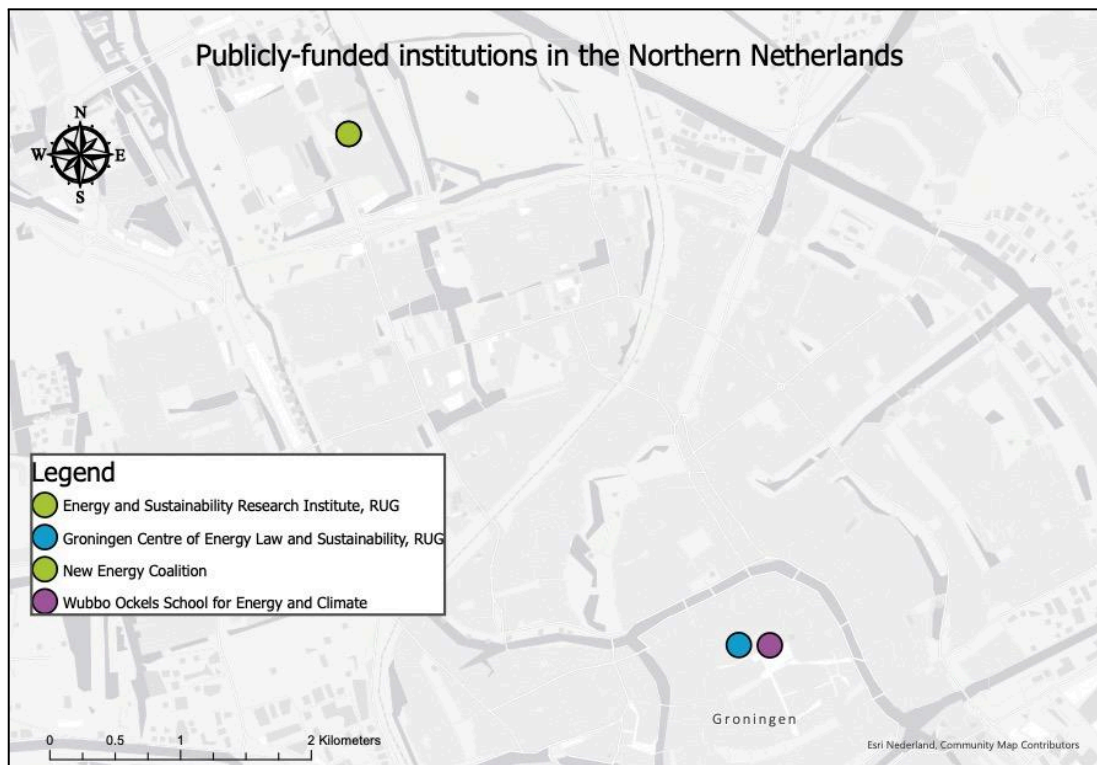 Publicly-funded institutions in the Northern Netherlands
N
W E
S
Legend
Energy and Sustainability Research Institute, RUG
Groningen Centre of Energy Law and Sustainability, RUG
New Energy Coalition
Wubbo Ockels School for Energy and Climate
Groningen
0 0.5 1 2 Kilometers
Esri Nederland, Community Map Contributors